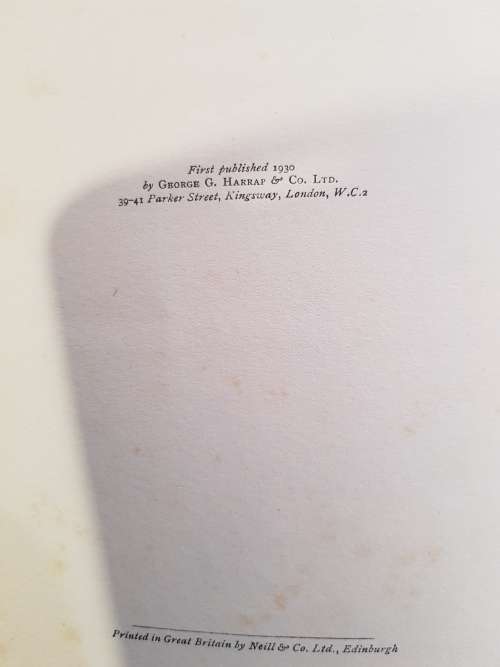 First published 1930
by GEORGE G. HARRAP & CO. LTD.
39-41 Parker Street, Kingsway, London, W.C.2
Printed in Great Britain by Neill & Co. Ltd., Edinburgh